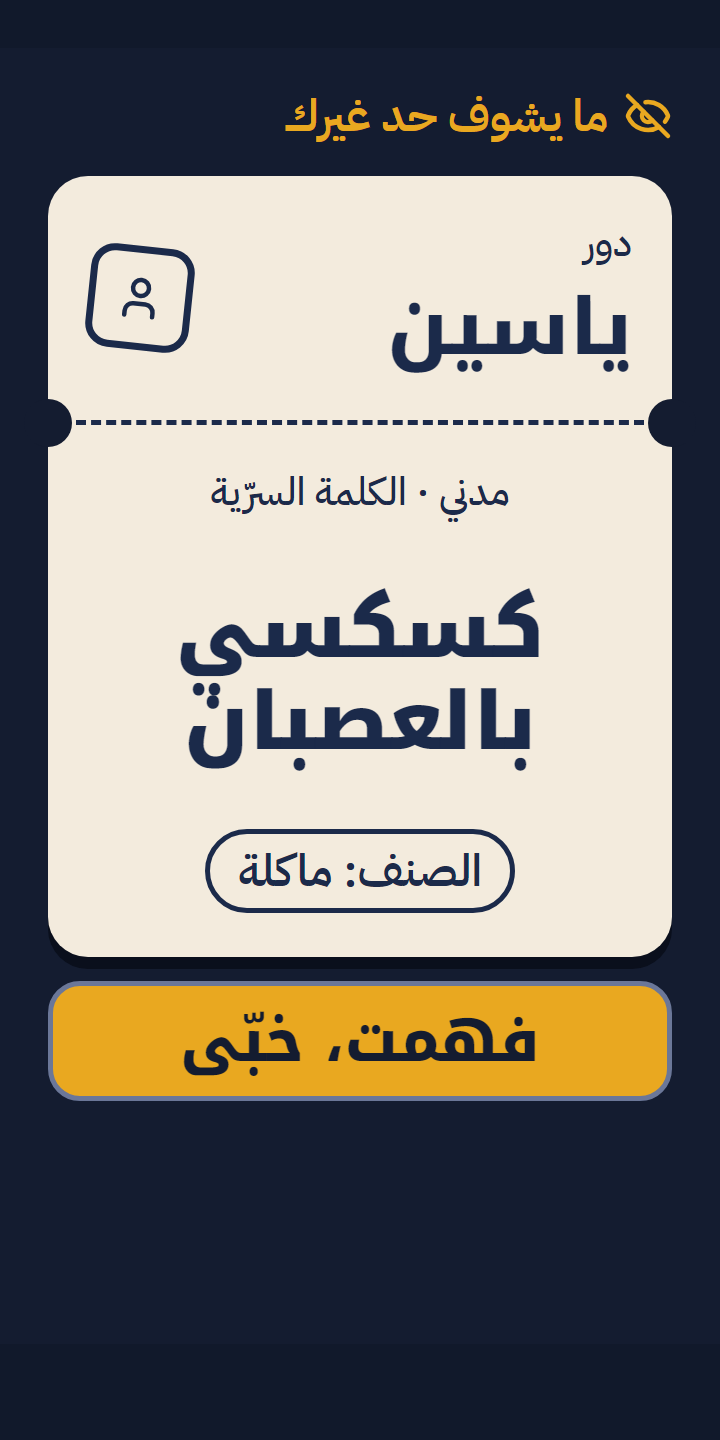 ما يشوف حد غيرك
دور
ياسين
مدني · الكلمة السرّية
كسكسي
بالعصبان
الصنف: ماكلة
فهمت، خبّى